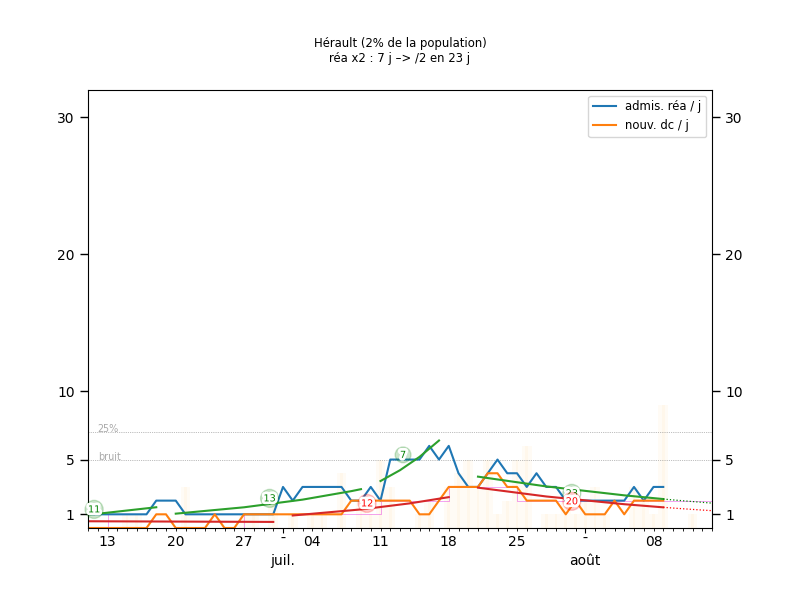 Hérault (2% de la population)
réa x2 : 7 j –> /2 en 23 j
admis. réa / j
nouv. dc / j
30 30
20 20
10 10
25%
7
5 bruit 5
11 13 12 23
20
1 1
13 20 27 - 04 11 18 25 - 08
juil. août